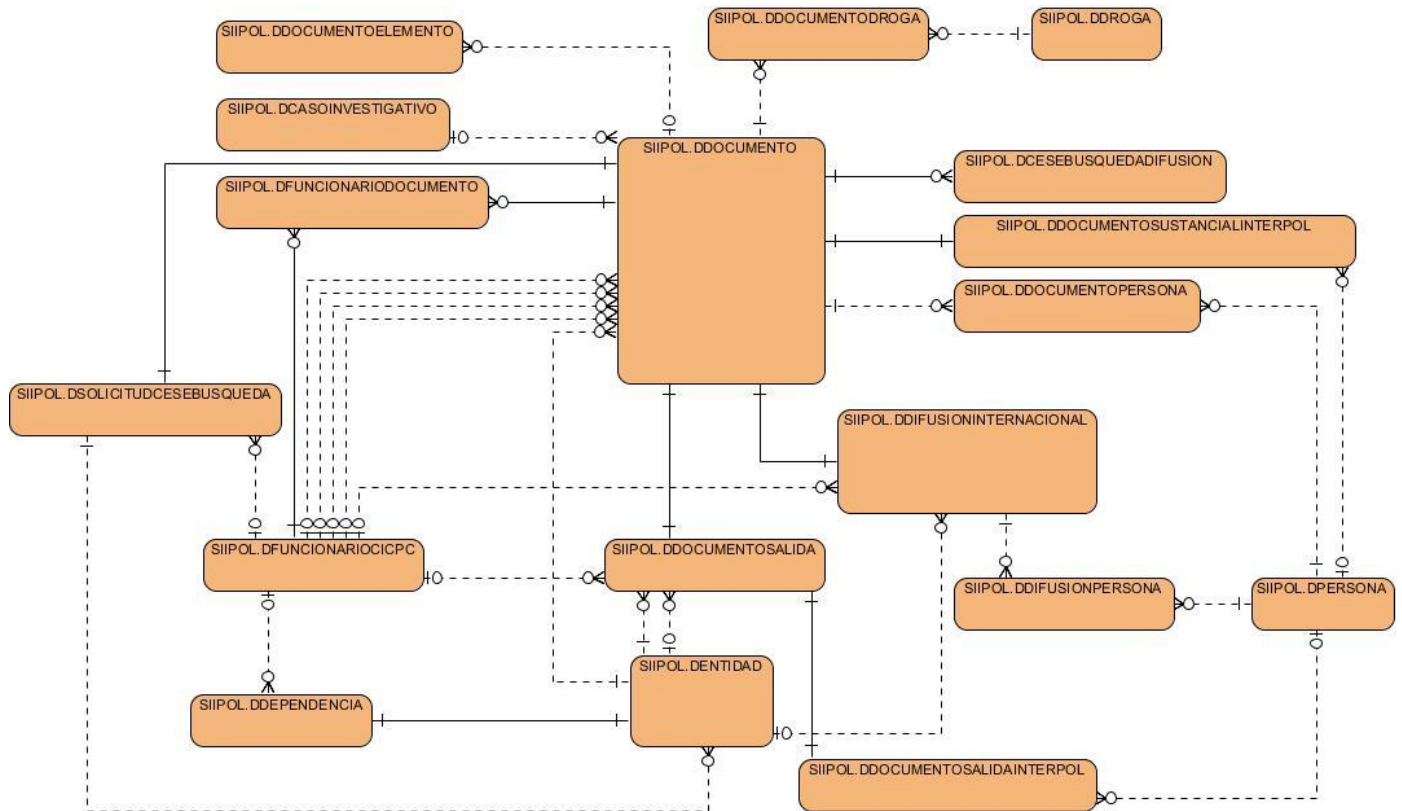 SIIPOL.DDOCUMENTODROGA
SIIPOL.DDROGA
SIIPOL.DDOCUMENTOELEMENTO
SIIPOL.DCASOINVESTIGATIVO
SIIPOL.DDOCUMENTO
SIIPOL.DCESEBUSQUEDADIFUSION
SIIPOL.DFUNCIONARIODOCUMENTO
SIIPOL.DDOCUMENTOSUSTANCIALINTERPOL
SIIPOL.DDOCUMENTOPERSONA
SIIPOL.DSOLICITUDCESEBUSQUEDA
SIIPOL.DDIFUSIONINTERNACIONAL
SIIPOL.DFUNCIONARIOCICPC
SIIPOL.DDOCUMENTOSALIDA
SIIPOL.DDIFUSIONPERSONA
SIIPOL.DPERSONA
SIIPOL.DENTIDAD
SIIPOL.DDEPENDENCIA
SIIPOL.DDOCUMENTOSALIDAINTERPOL